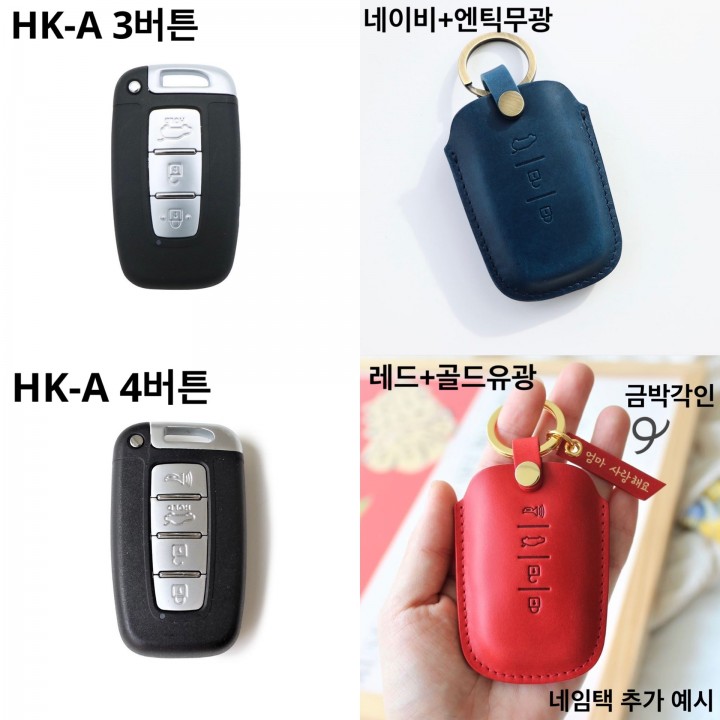 HK-A 3버튼
네이비+엔틱무광
HOLD
HK-A 4버튼
레드+골드유광
금박각인
엄마 사랑해요
HOLD
네임택 추가 예시